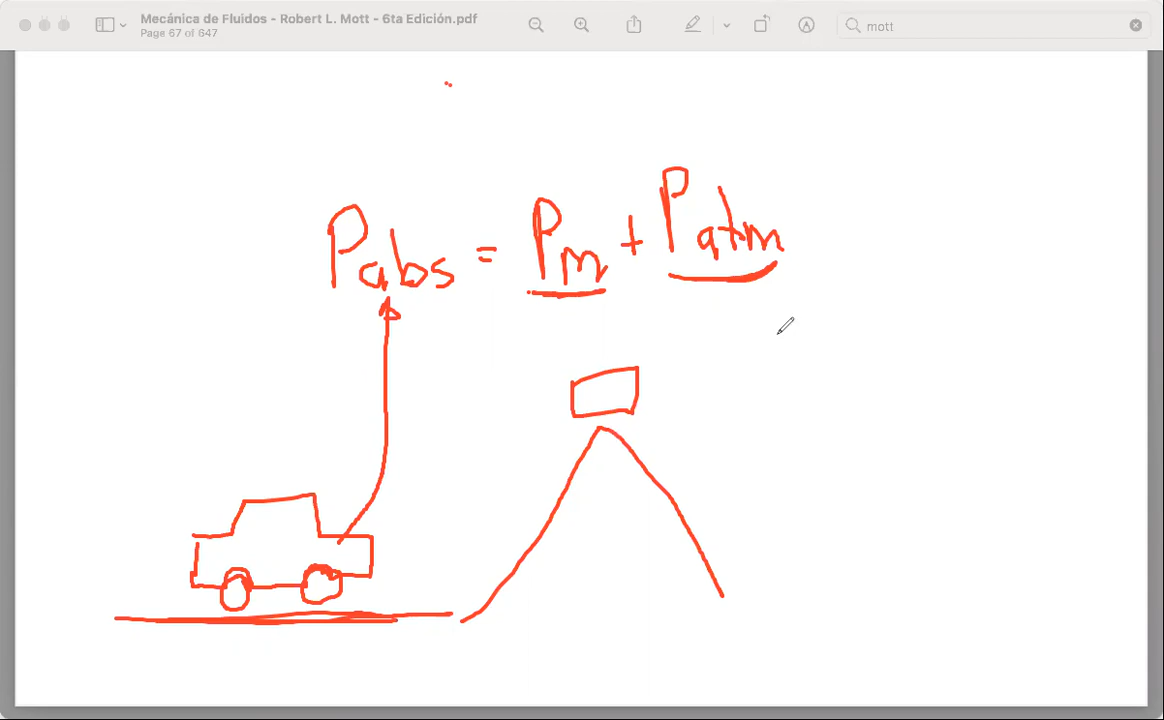 Mecánica de Fluidos - Robert L. Mott - 6ta Edición.pdf
Page 67 of 647
mott
Pabs = Pm + Patm